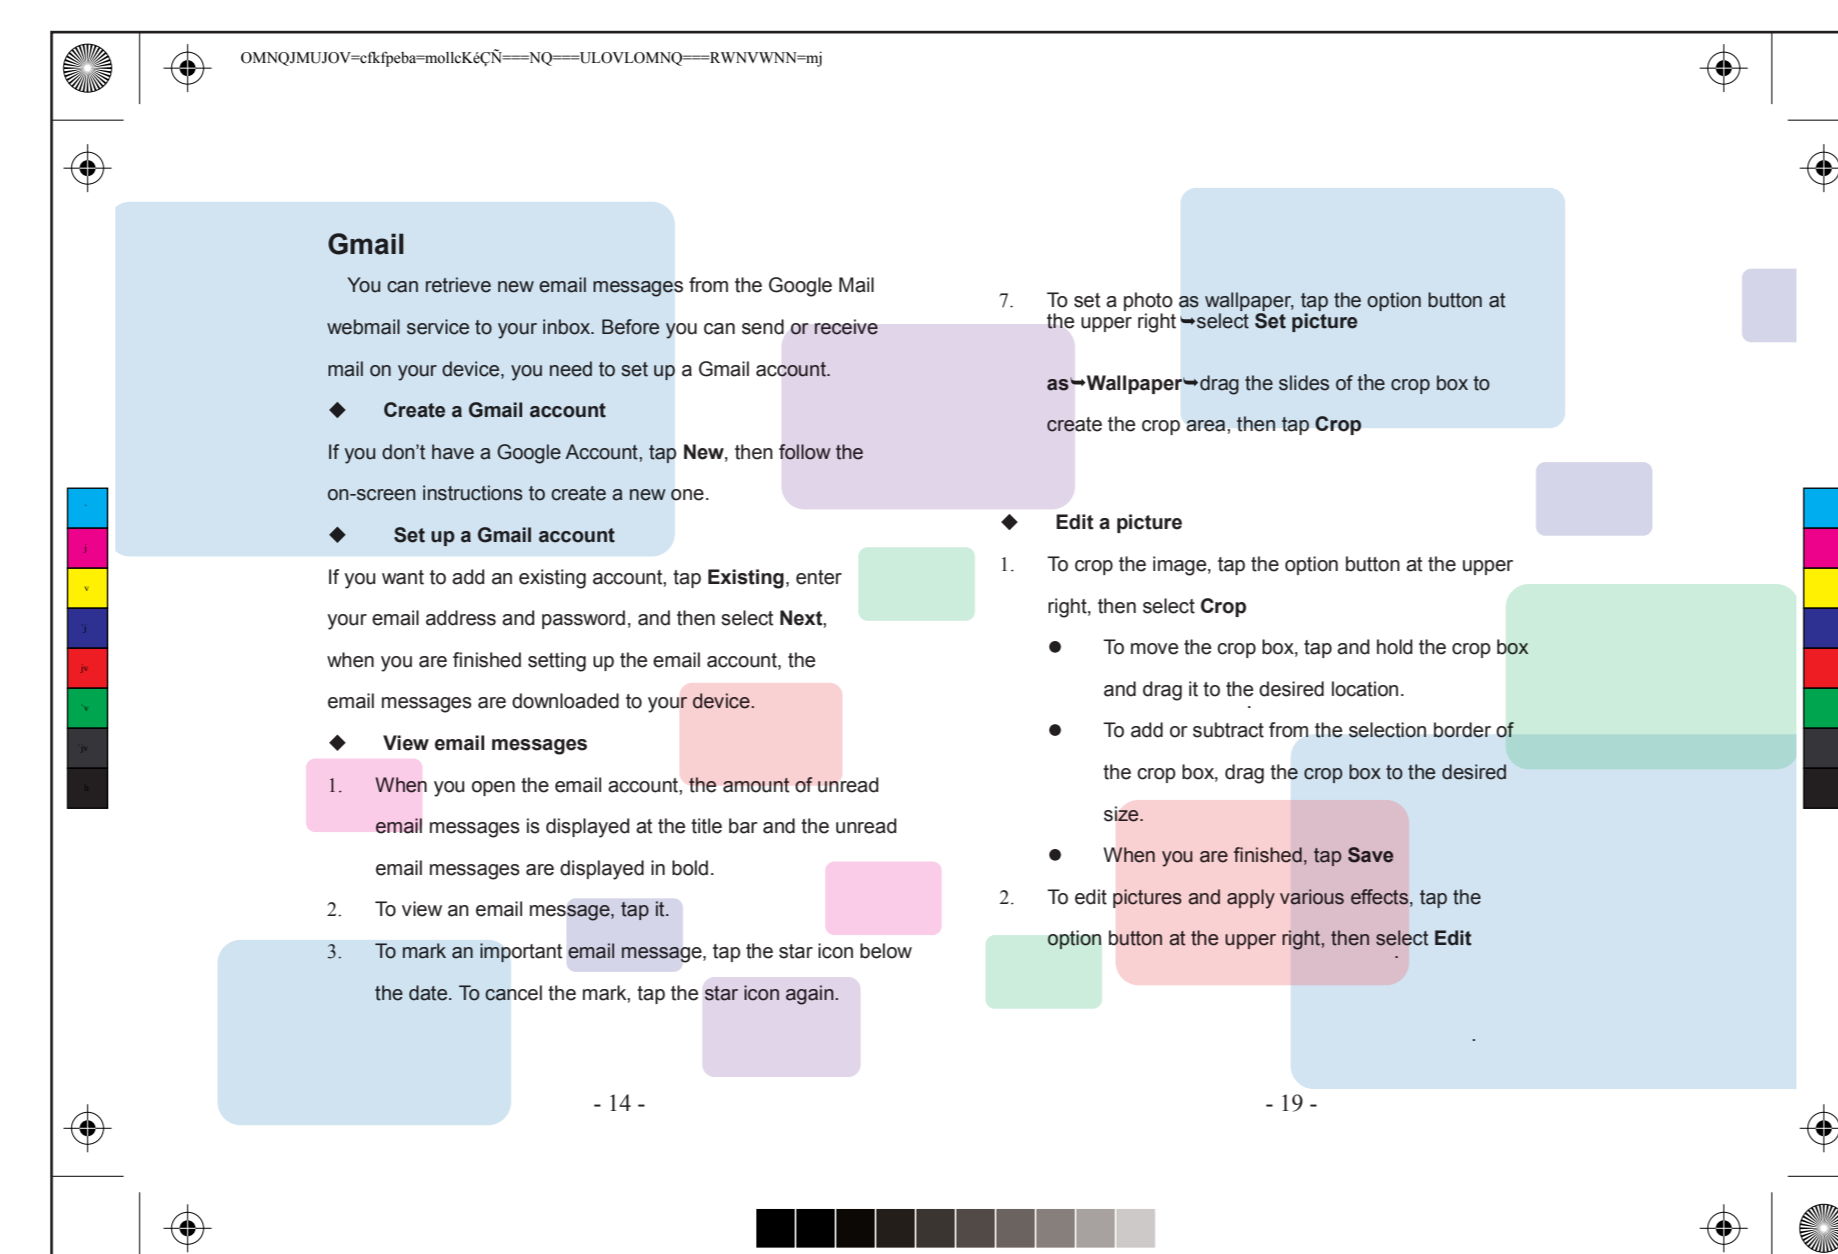 OMNQJMUJOV=cfkfpeba=mollcKéÇÑ===NQ===ULOVLOMNQ===RWNVWNN=mj
Gmail
You can retrieve new email messages from the Google Mail
webmail service to your inbox. Before you can send or receive
mail on your device, you need to set up a Gmail account.
◆ Create a Gmail account
If you don’t have a Google Account, tap New, then follow the
on-screen instructions to create a new one.
◆ Set up a Gmail account
If you want to add an existing account, tap Existing, enter
your email address and password, and then select Next,
when you are finished setting up the email account, the
email messages are downloaded to your device.
◆ View email messages
1. When you open the email account, the amount of unread
email messages is displayed at the title bar and the unread
email messages are displayed in bold.
2. To view an email message, tap it.
3. To mark an important email message, tap the star icon below
the date. To cancel the mark, tap the star icon again.
- 14 -
7. To set a photo as wallpaper, tap the option button at
the upper right➥select Set picture
as➥Wallpaper➥drag the slides of the crop box to
create the crop area, then tap Crop
◆ Edit a picture
1. To crop the image, tap the option button at the upper
right, then select Crop
● To move the crop box, tap and hold the crop box
and drag it to the desired location.
● To add or subtract from the selection border of
the crop box, drag the crop box to the desired
size.
● When you are finished, tap Save
2. To edit pictures and apply various effects, tap the
option button at the upper right, then select Edit
- 19 -